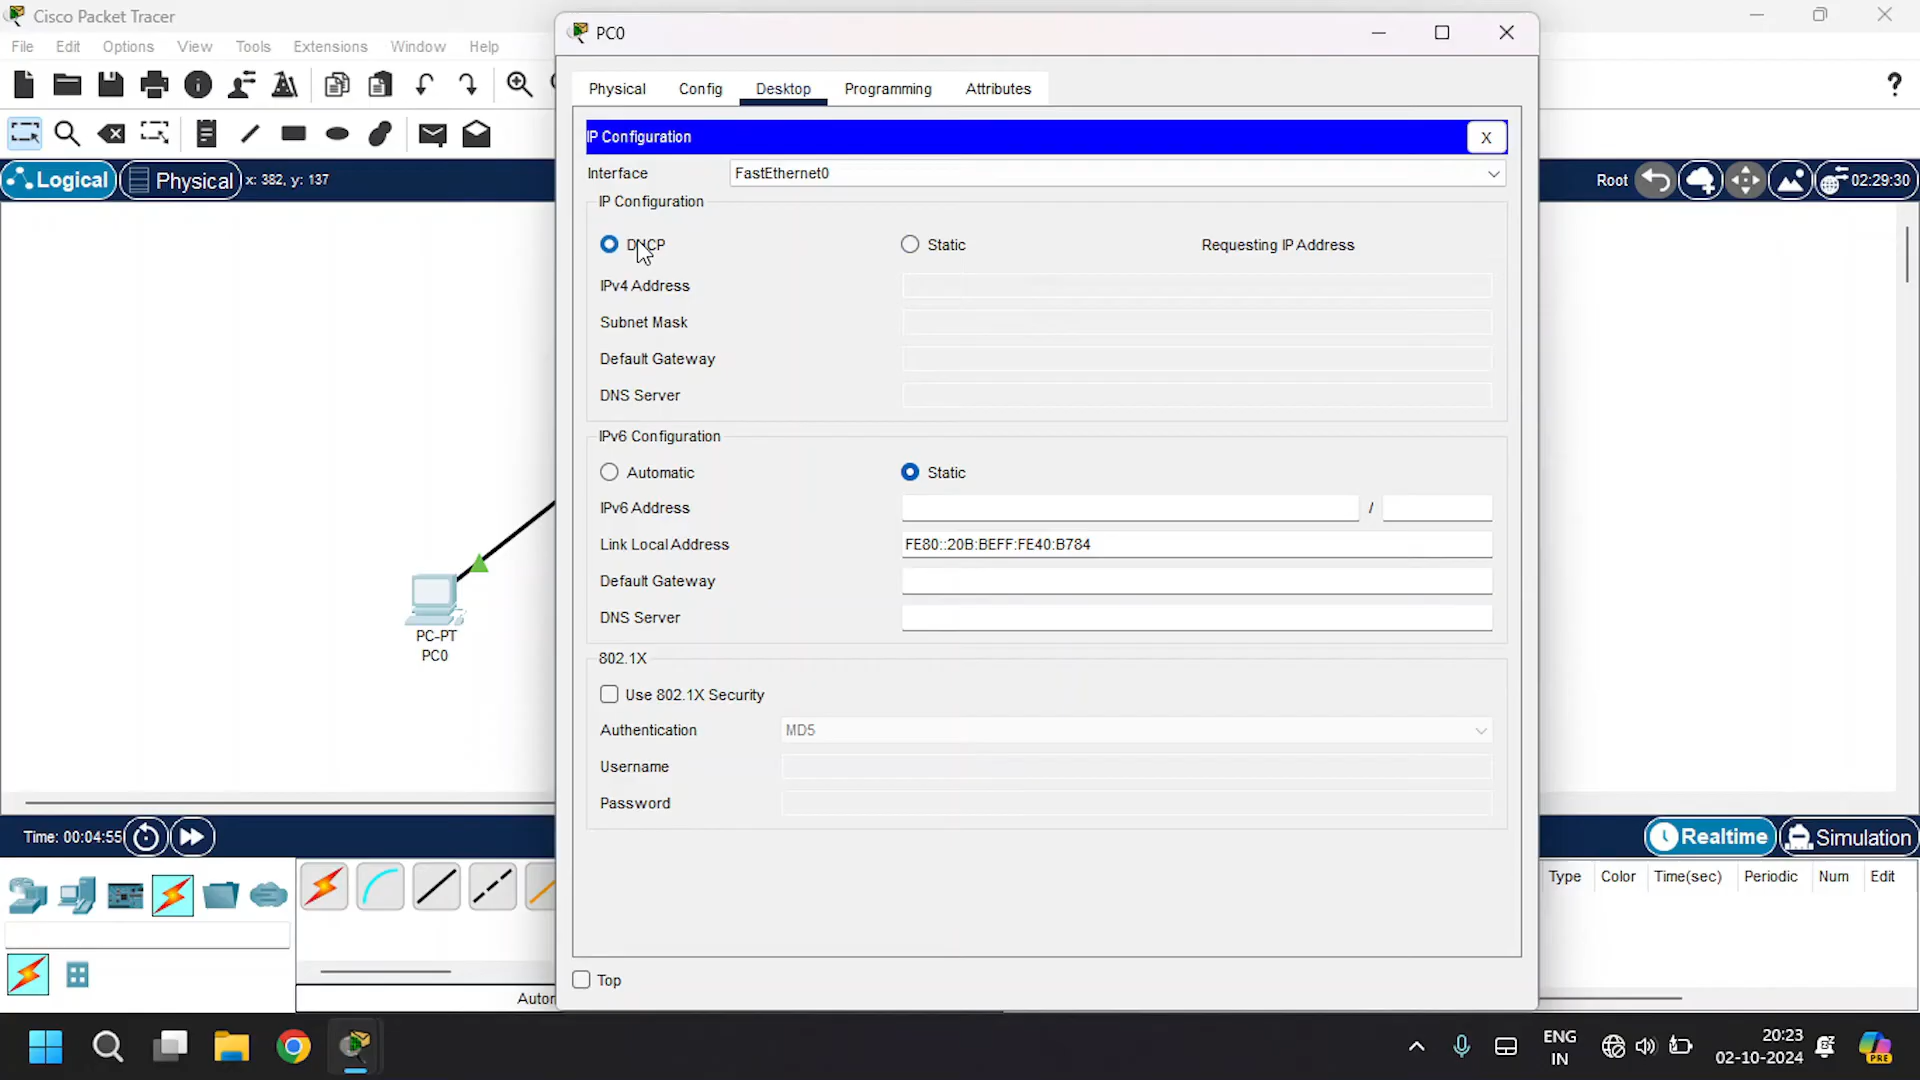 Cisco Packet Tracer
File Edit Options View Tools Extensions Window Help
Logical Physical x: 382, y: 137
PC-PT
PC0
Time: 00:04:55
PC0
Physical Config Desktop Programming Attributes
IP Configuration X
Interface FastEthernet0
IP Configuration
DHCP Static Requesting IP Address
IPv4 Address
Subnet Mask
Default Gateway
DNS Server
IPv6 Configuration
Automatic Static
IPv6 Address /
Link Local Address FE80::20B:BEFF:FE40:B784
Default Gateway
DNS Server
802.1X
Use 802.1X Security
Authentication MD5
Username
Password
Top
?
Root 02:29:30
Realtime Simulation
Type Color Time(sec) Periodic Num Edit
ENG
IN
20:23
02-10-2024
PRE